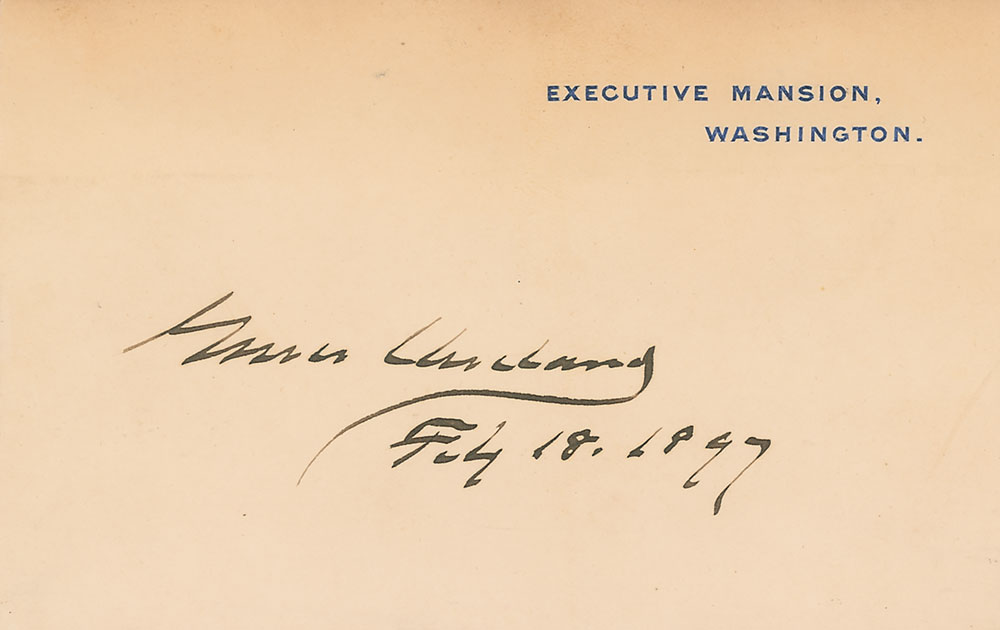 EXECUTIVE MANSION,
WASHINGTON.
Grover Cleveland
Feby 18. 1897